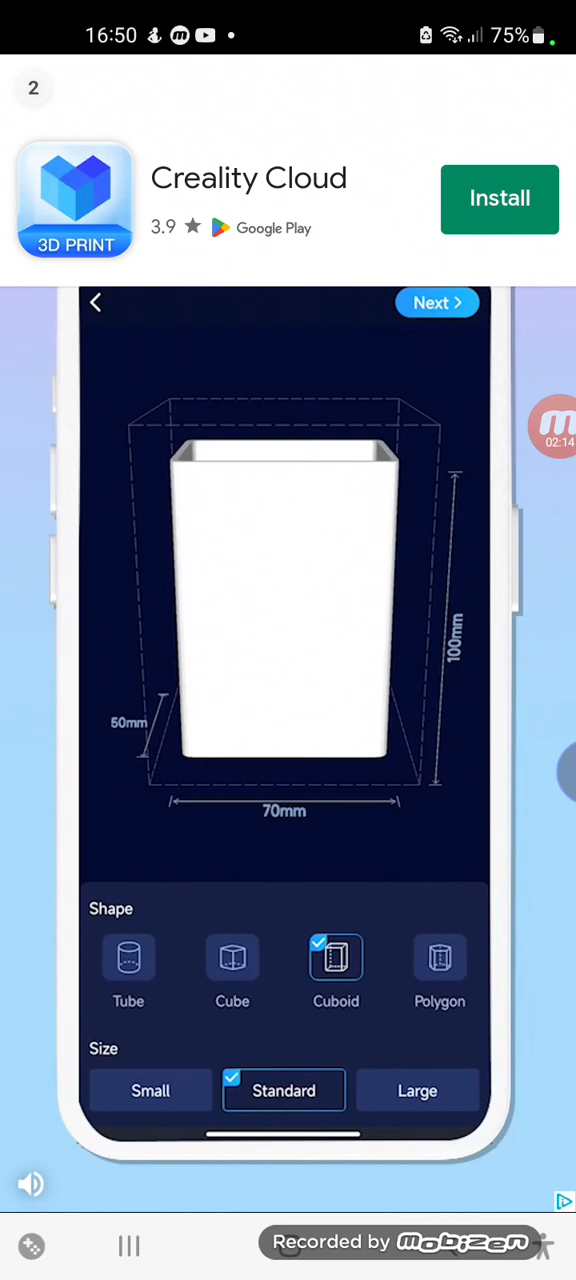 16:50
75%
2
Creality Cloud
3.9 ★ Google Play
Install
3D PRINT
Next >
02:14
100mm
50mm
70mm
Shape
Tube
Cube
Cuboid
Polygon
Size
Small
Standard
Large
Recorded by mobizen